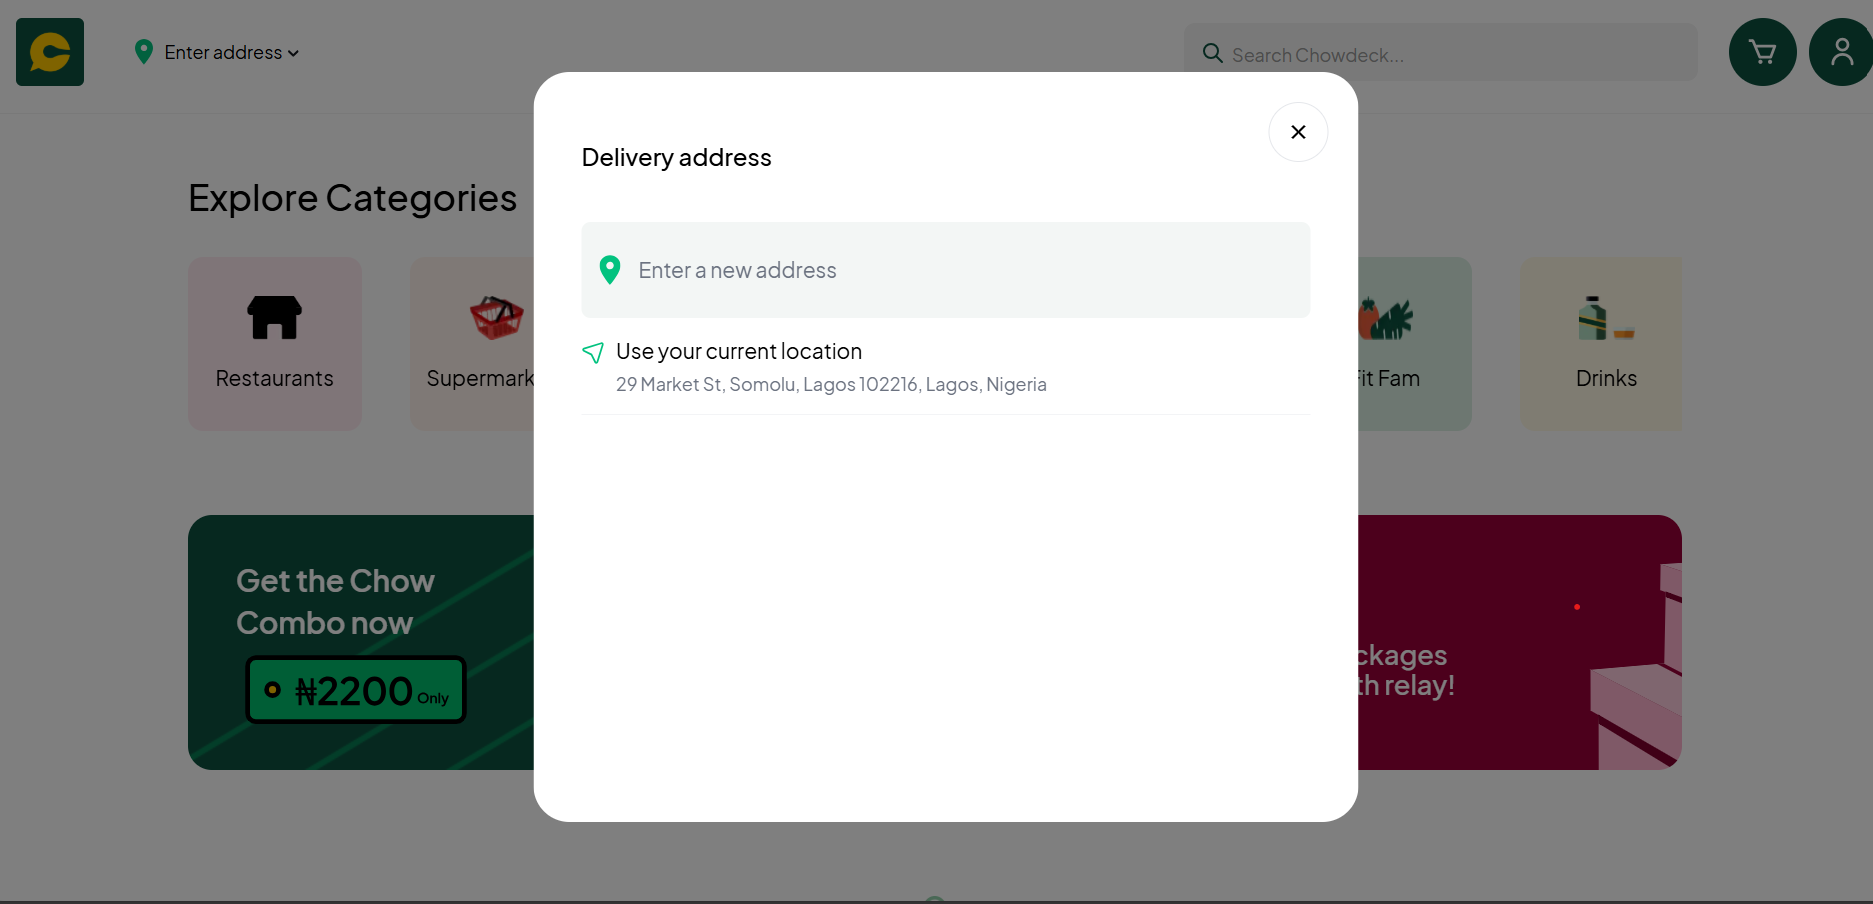 Enter address
Search Chowdeck...
Delivery address
Explore Categories
Enter a new address
Use your current location
29 Market St, Somolu, Lagos 102216, Lagos, Nigeria
Restaurants
Supermark
Fit Fam
Drinks
Get the Chow
Combo now
₦2200 Only
ckages
th relay!